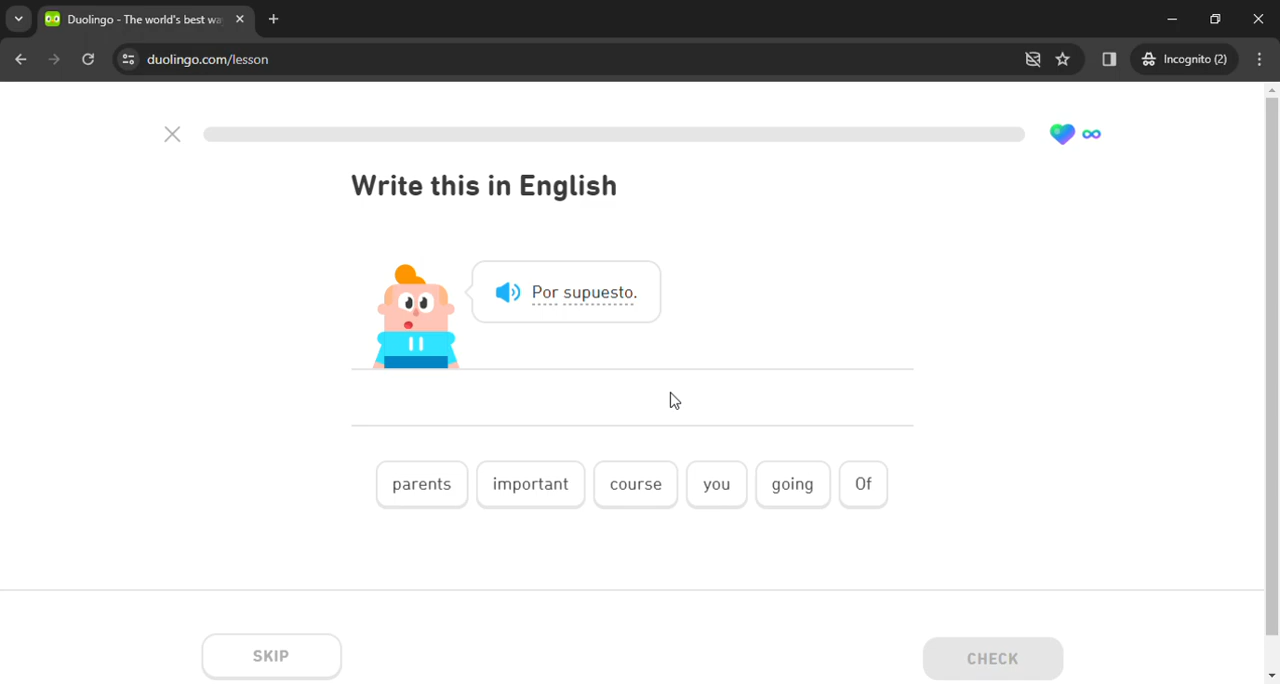 Duolingo - The world's best wa
duolingo.com/lesson
Incognito (2)
Write this in English
Por supuesto.
parents important course you going Of
SKIP CHECK